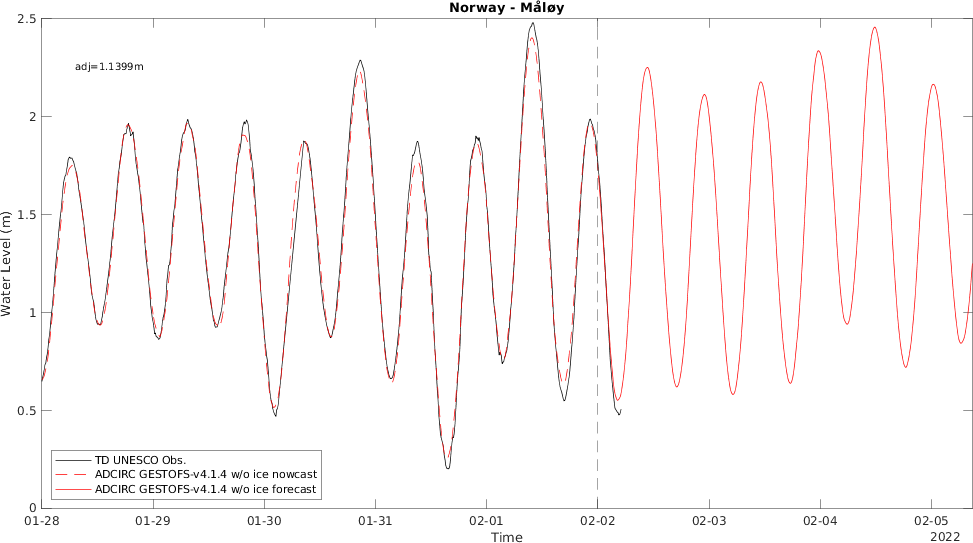 Norway - Måløy
adj=1.1399m
2.5
2
1.5
1
0.5
0
Water Level (m)
TD UNESCO Obs.
ADCIRC GESTOFS-v4.1.4 w/o ice nowcast
ADCIRC GESTOFS-v4.1.4 w/o ice forecast
01-28 01-29 01-30 01-31 02-01 02-02 02-03 02-04 02-05
Time
2022